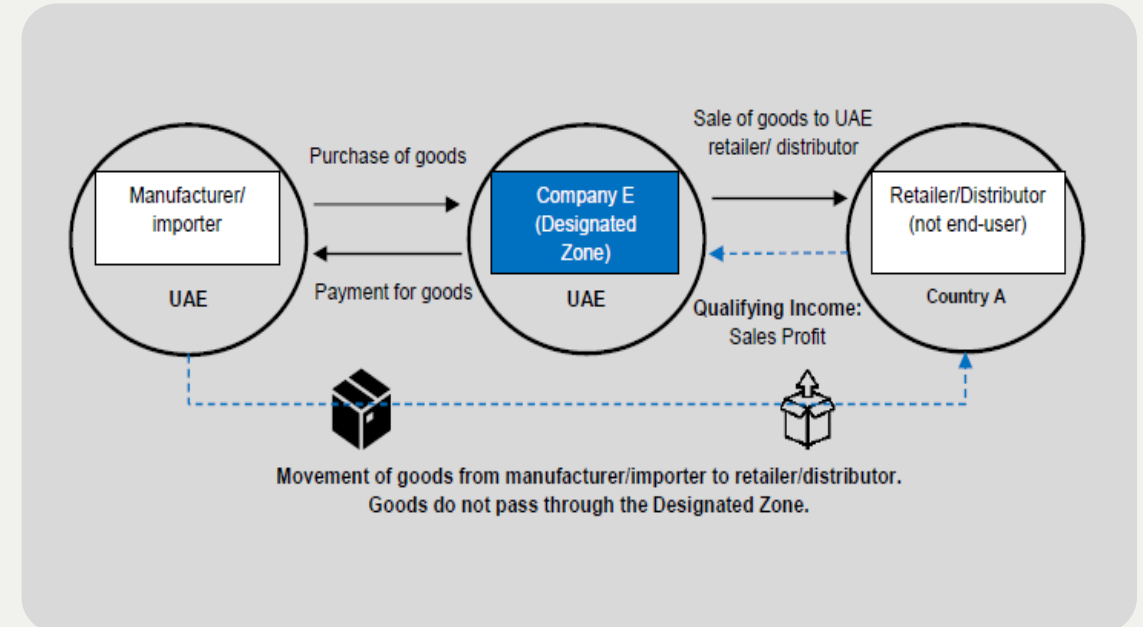 Purchase of goods
Sale of goods to UAE
retailer/ distributor
Manufacturer/
importer
UAE
Payment for goods
Company E
(Designated
Zone)
UAE
Retailer/Distributor
(not end-user)
Country A
Qualifying Income:
Sales Profit
Movement of goods from manufacturer/importer to retailer/distributor.
Goods do not pass through the Designated Zone.